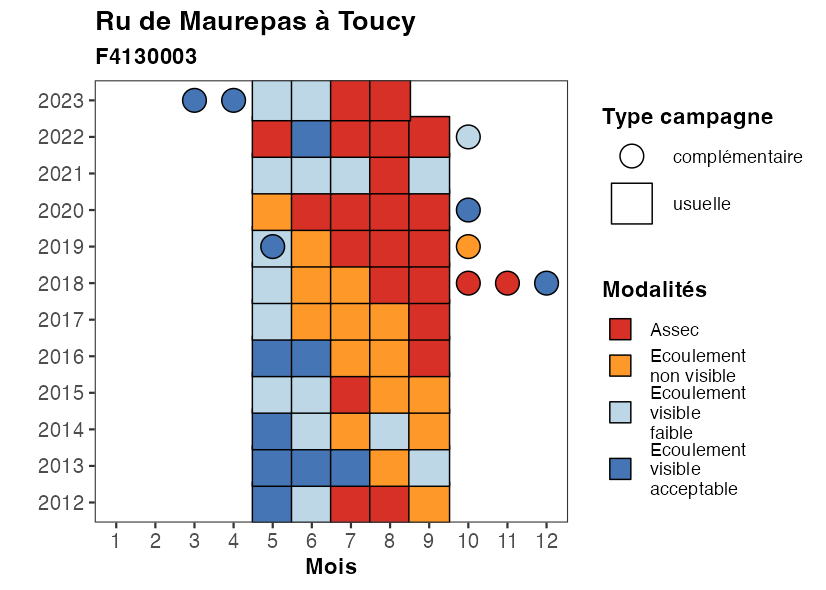 Ru de Maurepas à Toucy
F4130003
2023
2022
2021
2020
2019
2018
2017
2016
2015
2014
2013
2012
1 2 3 4 5 6 7 8 9 10 11 12
Mois
Type campagne
complémentaire
usuelle
Modalités
Assec
Ecoulement
non visible
Ecoulement
visible
faible
Ecoulement
visible
acceptable